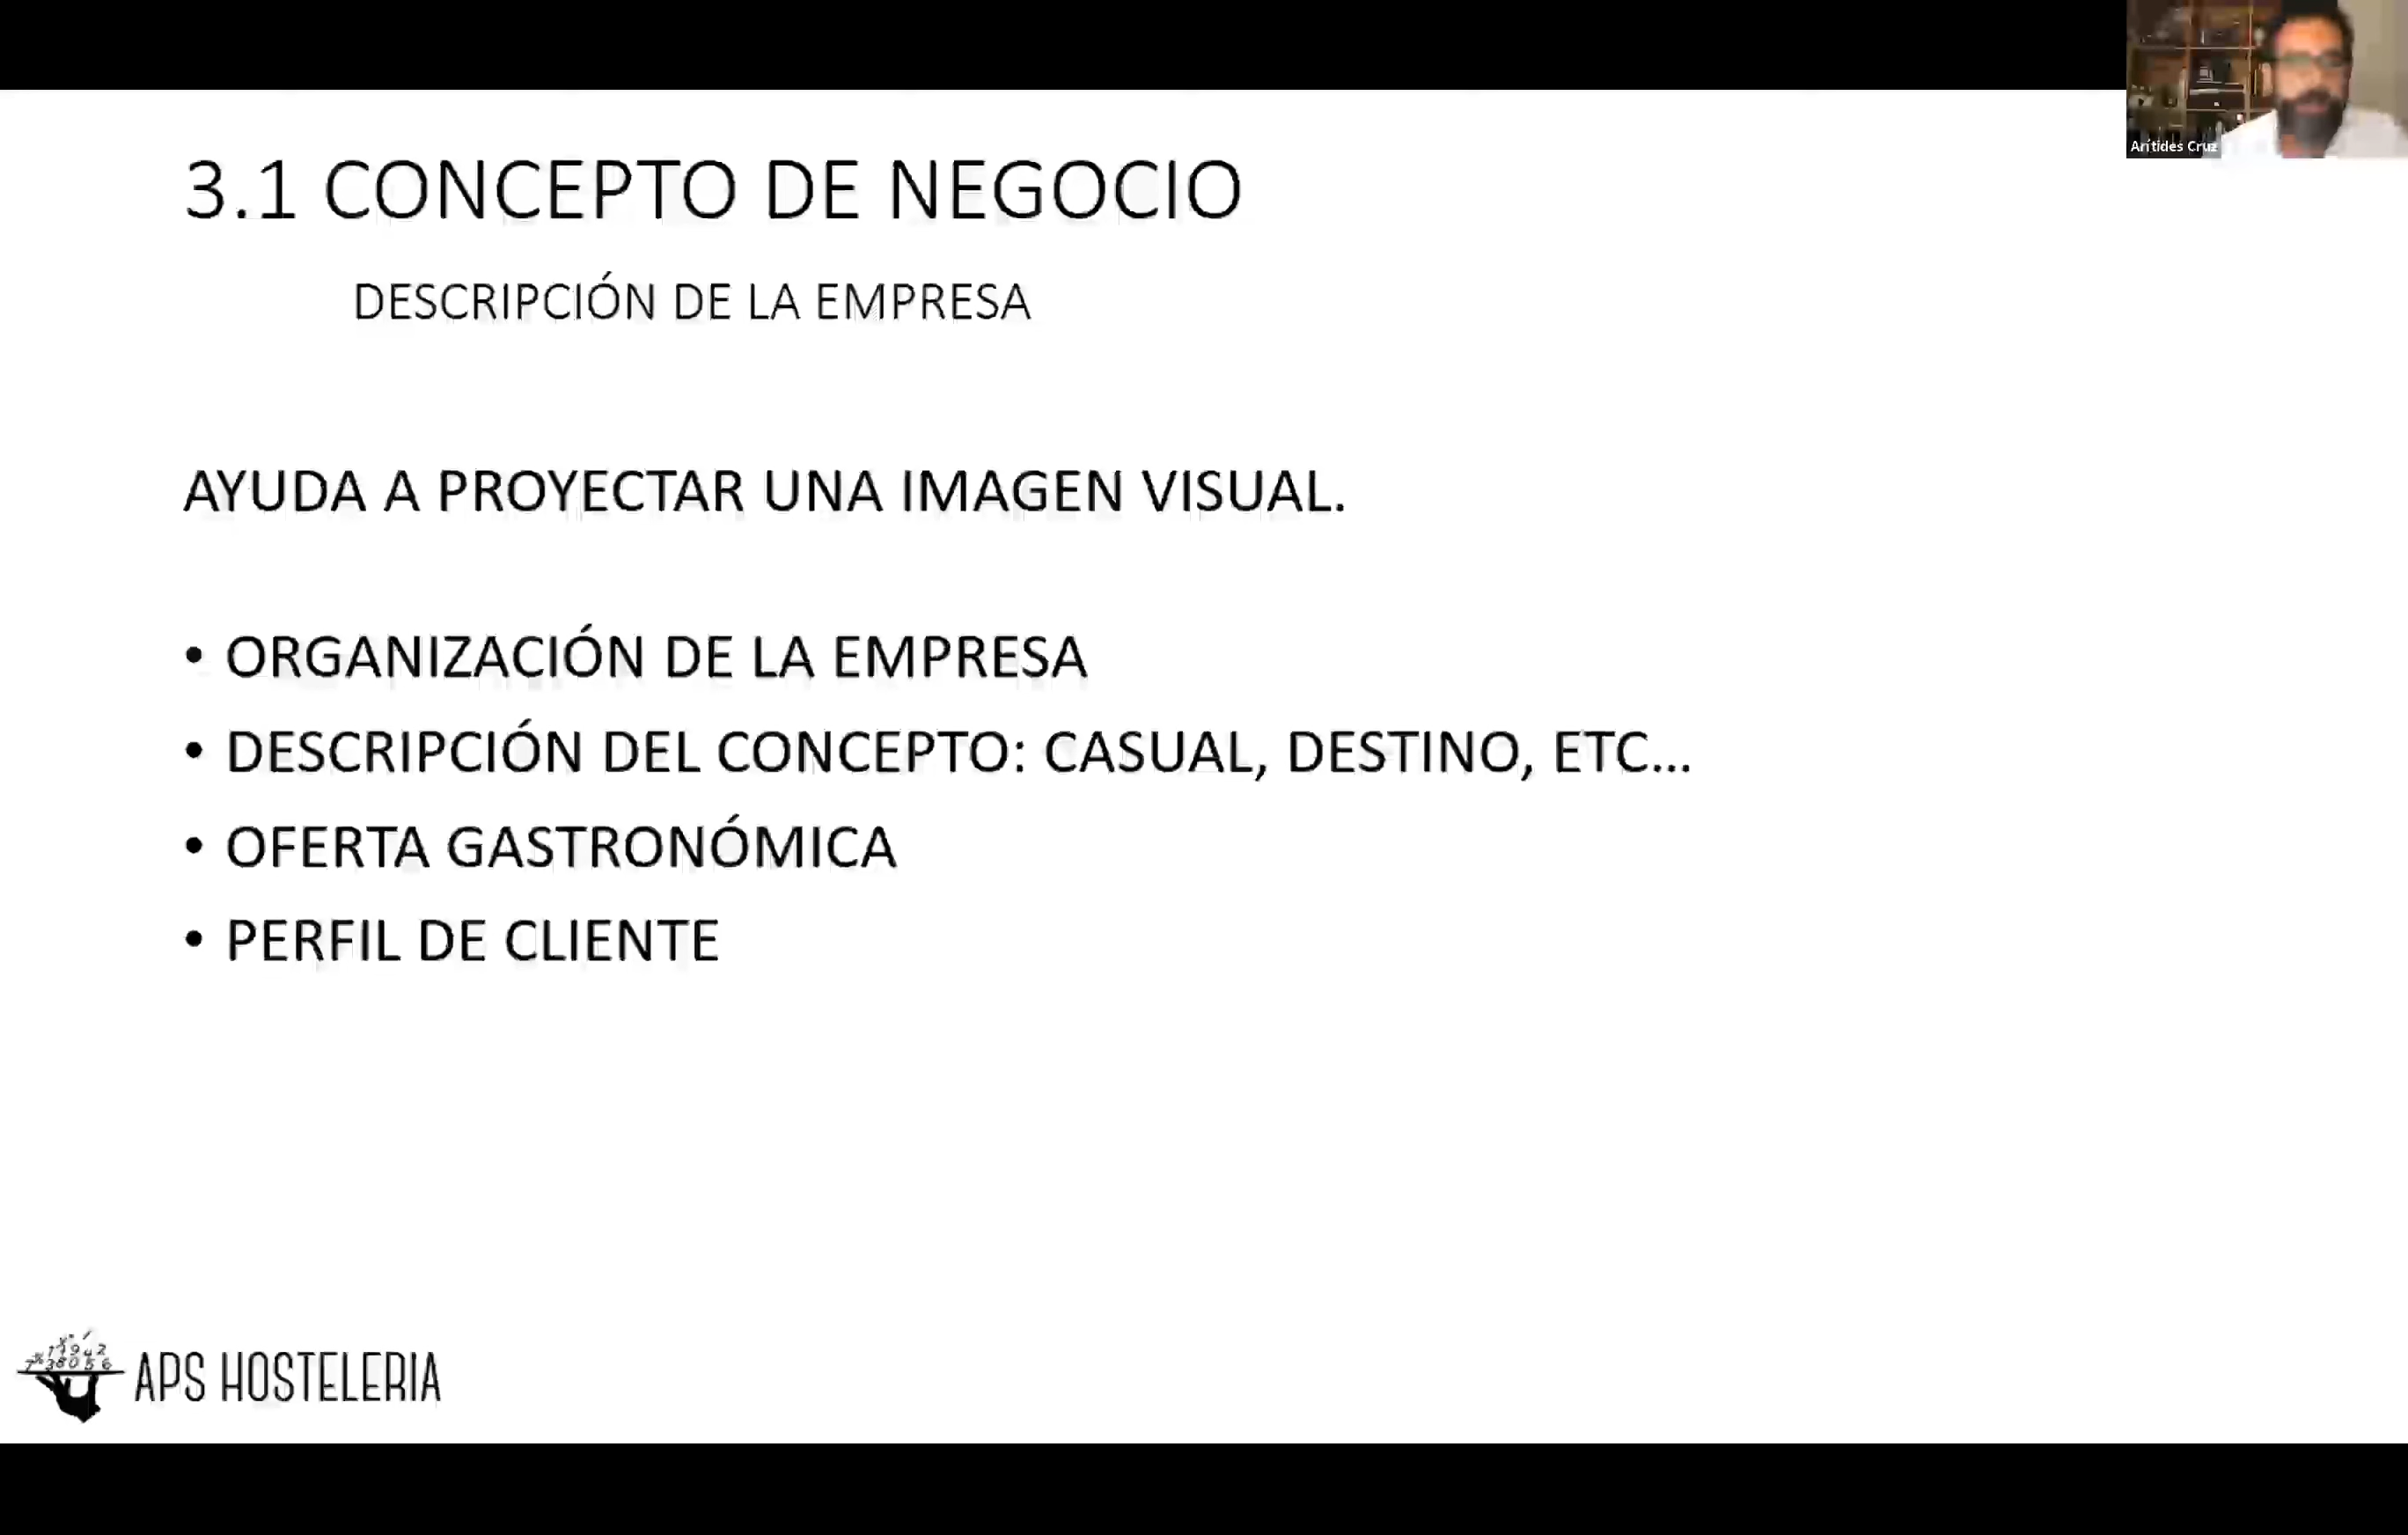 Arítides Cruz
3.1 CONCEPTO DE NEGOCIO
DESCRIPCIÓN DE LA EMPRESA
AYUDA A PROYECTAR UNA IMAGEN VISUAL.
• ORGANIZACIÓN DE LA EMPRESA
• DESCRIPCIÓN DEL CONCEPTO: CASUAL, DESTINO, ETC...
• OFERTA GASTRONÓMICA
• PERFIL DE CLIENTE
APS HOSTELERIA